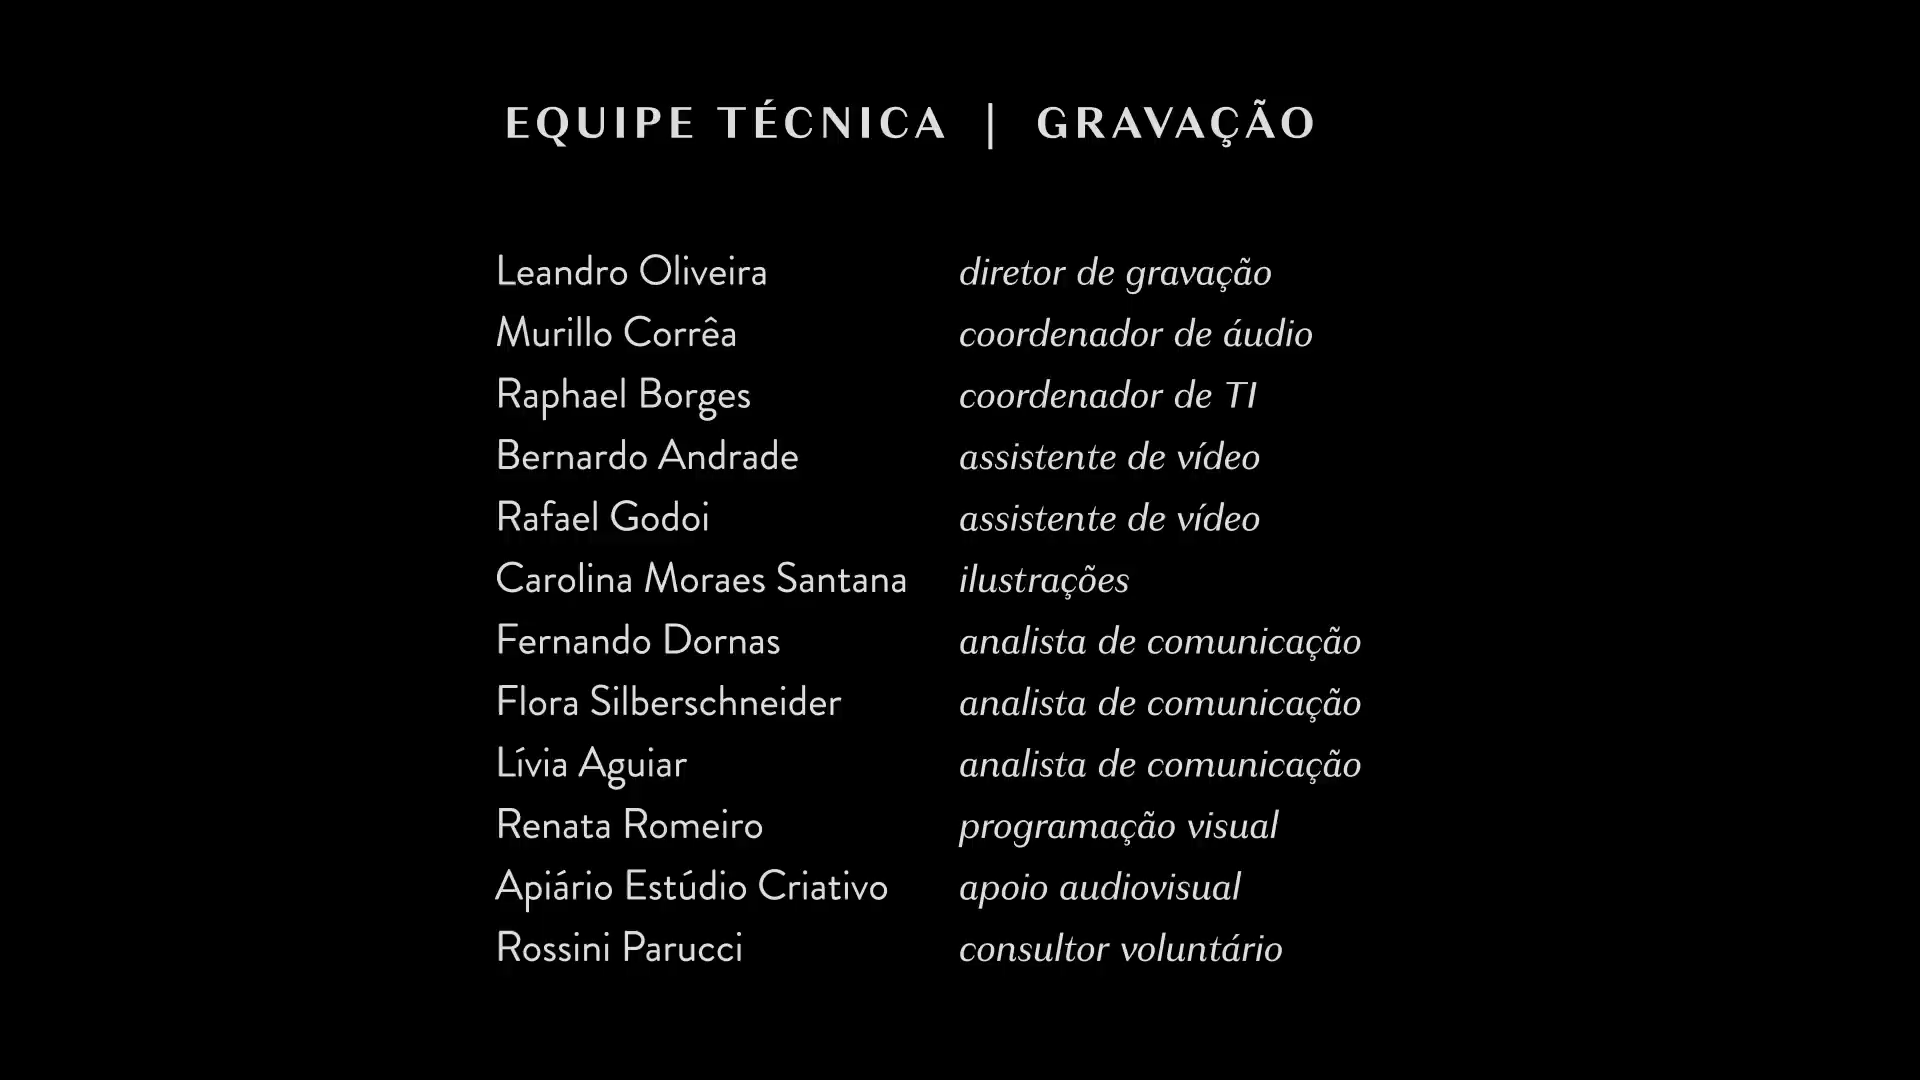 EQUIPE TÉCNICA | GRAVAÇÃO
Leandro Oliveira diretor de gravação
Murillo Corrêa coordenador de áudio
Raphael Borges coordenador de TI
Bernardo Andrade assistente de vídeo
Rafael Godoi assistente de vídeo
Carolina Moraes Santana ilustrações
Fernando Dornas analista de comunicação
Flora Silberschneider analista de comunicação
Lívia Aguiar analista de comunicação
Renata Romeiro programação visual
Apiário Estúdio Criativo apoio audiovisual
Rossini Parucci consultor voluntário